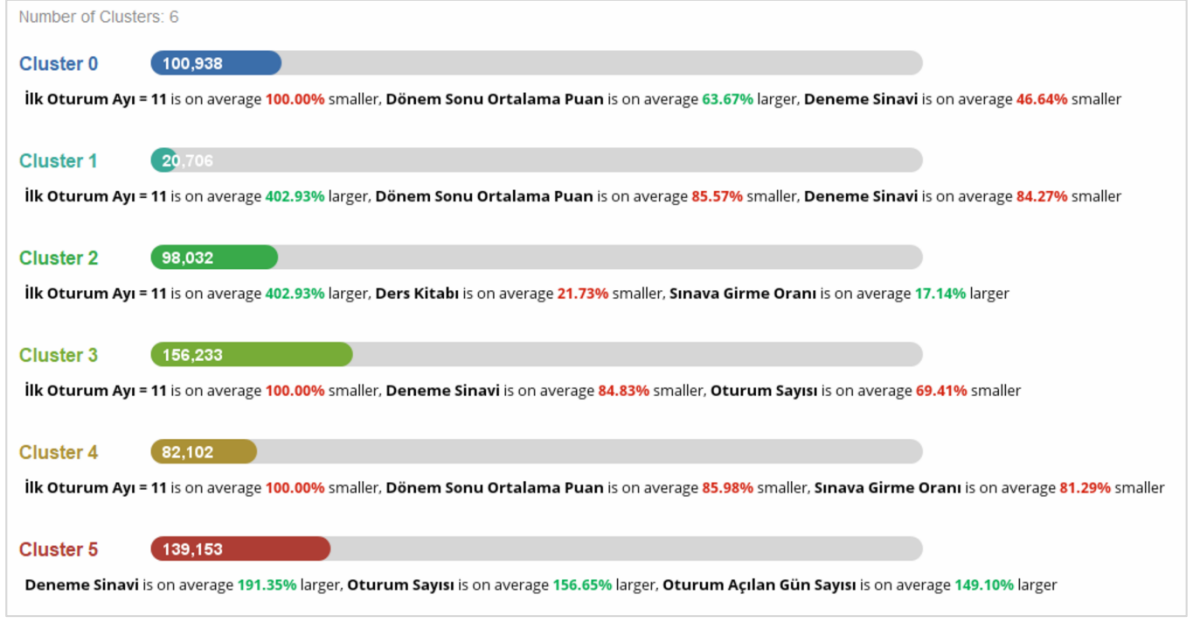 Number of Clusters: 6
Cluster 0 100,938
İlk Oturum Ayı = 11 is on average 100.00% smaller, Dönem Sonu Ortalama Puan is on average 63.67% larger, Deneme Sinavi is on average 46.64% smaller
Cluster 1 20,706
İlk Oturum Ayı = 11 is on average 402.93% larger, Dönem Sonu Ortalama Puan is on average 85.57% smaller, Deneme Sinavi is on average 84.27% smaller
Cluster 2 98,032
İlk Oturum Ayı = 11 is on average 402.93% larger, Ders Kitabı is on average 21.73% smaller, Sınava Girme Oranı is on average 17.14% larger
Cluster 3 156,233
İlk Oturum Ayı = 11 is on average 100.00% smaller, Deneme Sinavi is on average 84.83% smaller, Oturum Sayısı is on average 69.41% smaller
Cluster 4 82,102
İlk Oturum Ayı = 11 is on average 100.00% smaller, Dönem Sonu Ortalama Puan is on average 85.98% smaller, Sınava Girme Oranı is on average 81.29% smaller
Cluster 5 139,153
Deneme Sinavi is on average 191.35% larger, Oturum Sayısı is on average 156.65% larger, Oturum Açılan Gün Sayısı is on average 149.10% larger